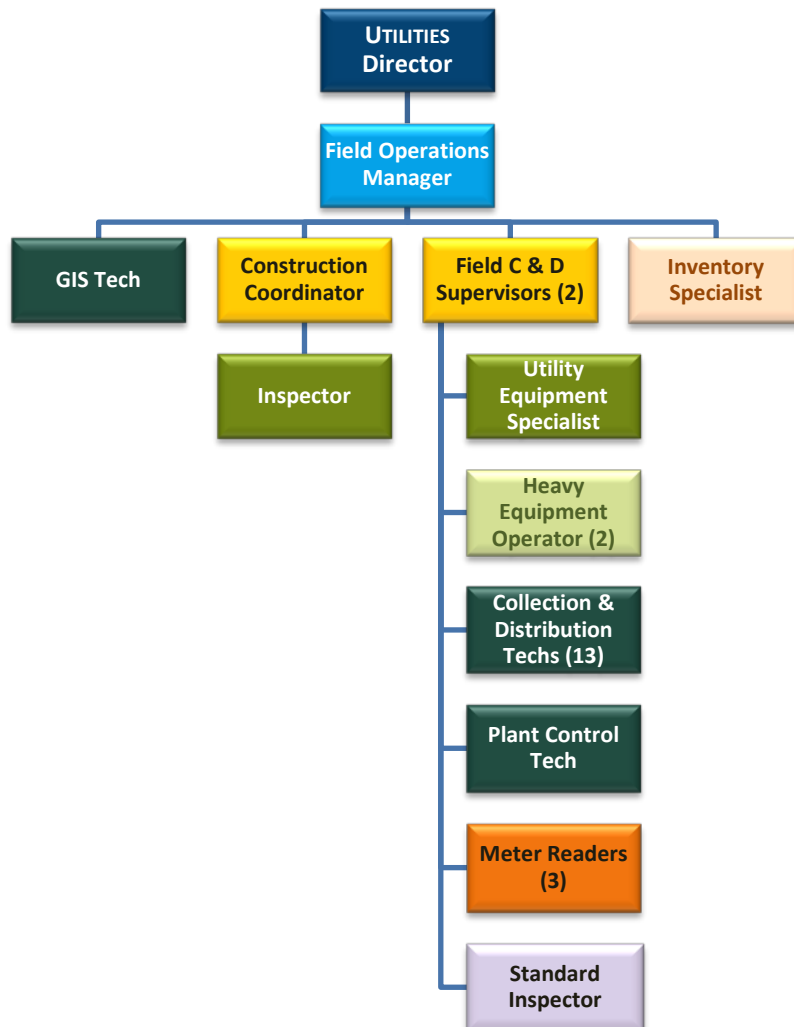 UTILITIES
Director
Field Operations
Manager
GIS Tech
Construction
Coordinator
Field C & D
Supervisors (2)
Inventory
Specialist
Inspector
Utility
Equipment
Specialist
Heavy
Equipment
Operator (2)
Collection &
Distribution
Techs (13)
Plant Control
Tech
Meter Readers
(3)
Standard
Inspector